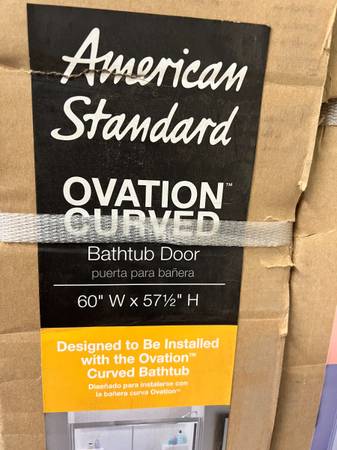 American
Standard
OVATION™
CURVED
Bathtub Door
puerta para bañera
60" W x 57½" H
Designed to Be Installed
with the Ovation™
Curved Bathtub
Diseñado para instalarse con
la bañera curva Ovation™